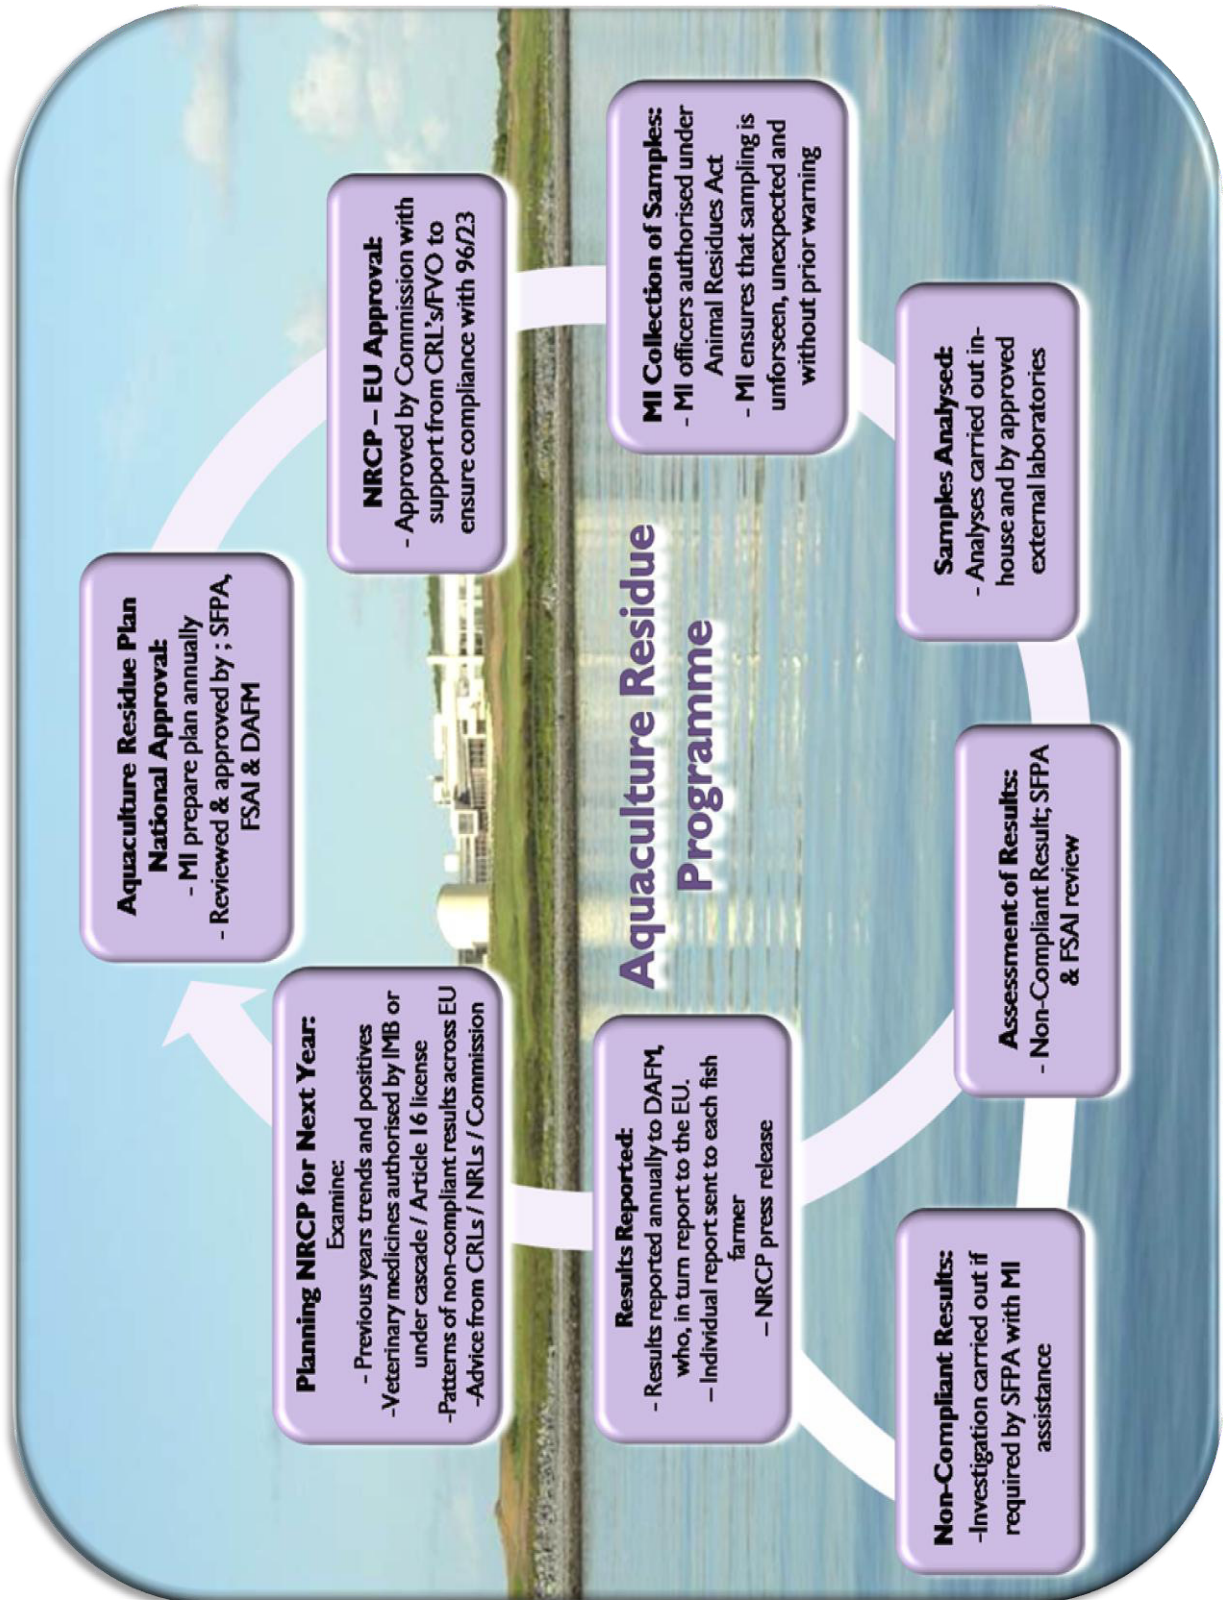 Aquaculture Residue Plan
National Approval:
- MI prepare plan annually
- Reviewed & approved by ; SFPA,
FSAI & DAFM
NRCP – EU Approval:
- Approved by Commission with
support from CRL's/FVO to
ensure compliance with 96/23
MI Collection of Samples:
- MI officers authorised under
Animal Residues Act
- MI ensures that sampling is
unforseen, unexpected and
without prior warning
Samples Analysed:
- Analyses carried out in-
house and by approved
external laboratories
Assessment of Results:
- Non-Compliant Result; SFPA
& FSAI review
Non-Compliant Results:
-Investigation carried out if
required by SFPA with MI
assistance
Results Reported:
- Results reported annually to DAFM,
who, in turn report to the EU.
– Individual report sent to each fish
farmer
– NRCP press release
Planning NRCP for Next Year:
Examine:
- Previous years trends and positives
-Veterinary medicines authorised by IMB or
under cascade / Article 16 license
-Patterns of non-compliant results across EU
-Advice from CRLs / NRLs / Commission
Aquaculture Residue
Programme